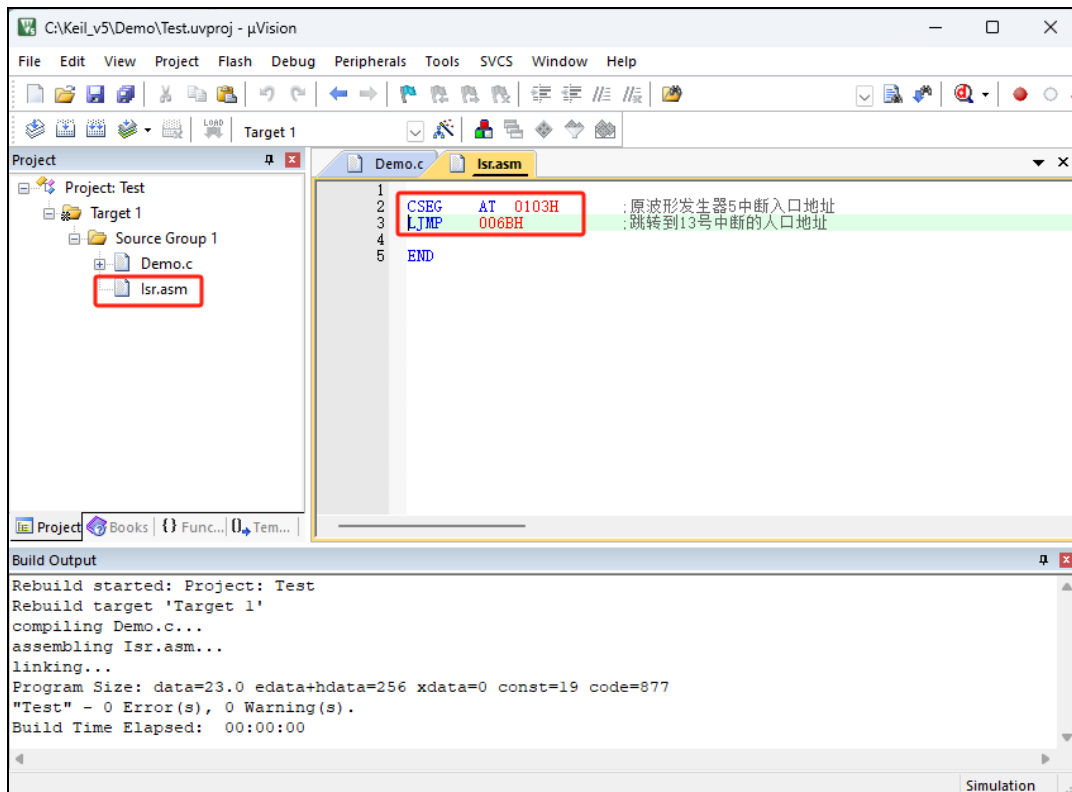 C:\Keil_v5\Demo\Test.uvproj - µVision
File Edit View Project Flash Debug Peripherals Tools SVCS Window Help
LOAD Target 1
Project
Demo.c Isr.asm
Project: Test
Target 1
Source Group 1
Demo.c
Isr.asm
1
2 CSEG AT 0103H ;原波形发生器5中断入口地址
3 LJMP 006BH ;跳转到13号中断的入口地址
4
5 END
Project Books {} Func... 0 Tem...
Build Output
Rebuild started: Project: Test
Rebuild target 'Target 1'
compiling Demo.c...
assembling Isr.asm...
linking...
Program Size: data=23.0 edata+hdata=256 xdata=0 const=19 code=877
"Test" - 0 Error(s), 0 Warning(s).
Build Time Elapsed: 00:00:00
Simulation